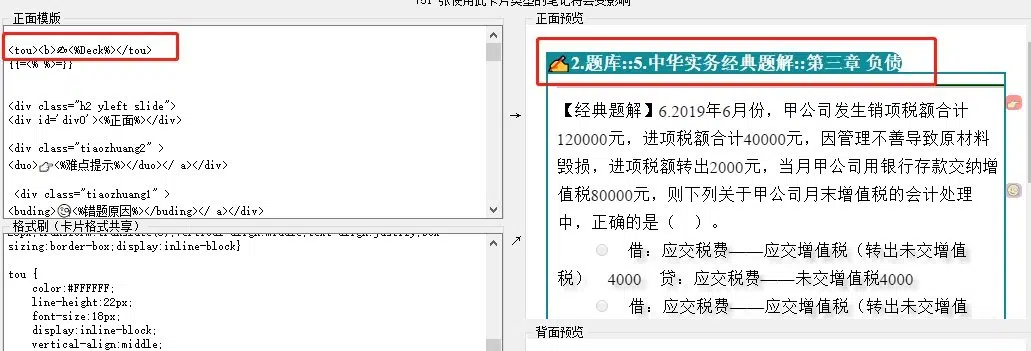 151 张使用此卡片类型的笔记将会受影响
正面模版
<tou><b>✍<%Deck%></tou>
{{=<% %>=}}
<div class="h2 yleft slide">
<div id='div0'><%正面%></div>
<div class="tiaozhuang2" >
<duo>👉<%难点提示%></duo></ a></div>
<div class="tiaozhuang1" >
<buding><%错题原因%></buding></ a></div>
格式刷（卡片格式共享）
sizing:border-box;display:inline-block}
tou {
color:#FFFFFF;
line-height:22px;
font-size:18px;
display:inline-block;
vertical-align:middle;
正面预览
✍2.题库::5.中华实务经典题解::第三章 负债
【经典题解】6.2019年6月份，甲公司发生销项税额合计
120000元，进项税额合计40000元，因管理不善导致原材料
毁损，进项税额转出2000元，当月甲公司用银行存款交纳增
值税80000元，则下列关于甲公司月末增值税的会计处理
中，正确的是（　）。
借：应交税费——应交增值税（转出未交增值
税）　4000　贷：应交税费——未交增值税4000
借：应交税费——应交增值税（转出未交增值
背面预览